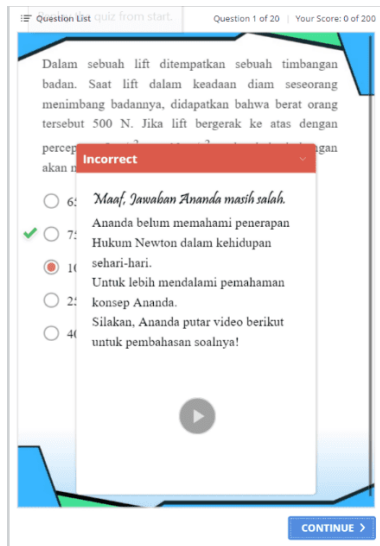 Question List
quiz from start.
Question 1 of 20 | Your Score: 0 of 200
Dalam sebuah lift ditempatkan sebuah timbangan
badan. Saat lift dalam keadaan diam seseorang
menimbang badannya, didapatkan bahwa berat orang
tersebut 500 N. Jika lift bergerak ke atas dengan
akan
Incorrect
Maaf, Jawaban Ananda masih salah.
Ananda belum memahami penerapan
Hukum Newton dalam kehidupan
sehari-hari.
Untuk lebih mendalami pemahaman
konsep Ananda.
Silakan, Ananda putar video berikut
untuk pembahasan soalnya!
CONTINUE >